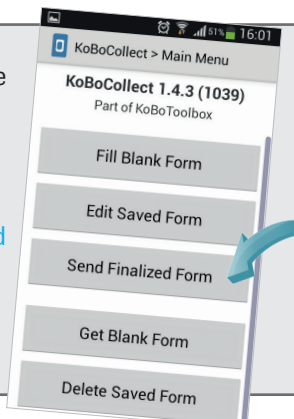 51% 16:01
KoBoCollect > Main Menu
KoBoCollect 1.4.3 (1039)
Part of KoBoToolbox
Fill Blank Form
Edit Saved Form
Send Finalized Form
Get Blank Form
Delete Saved Form